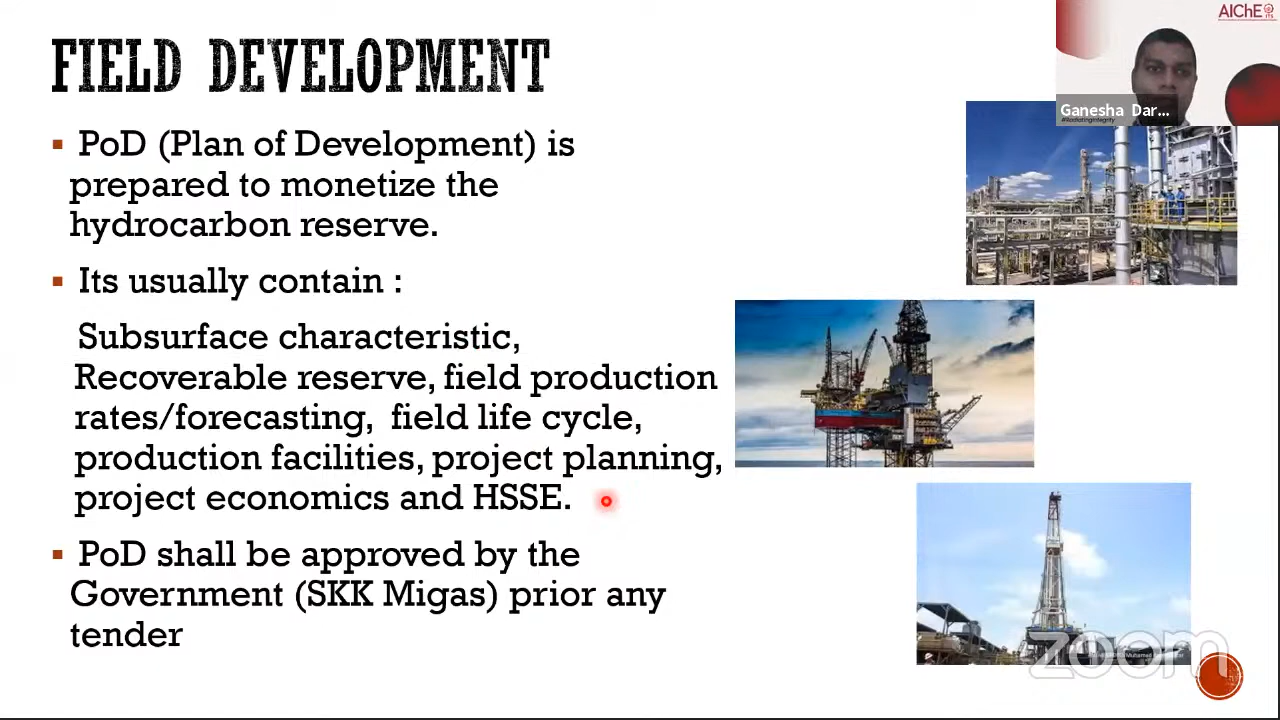 FIELD DEVELOPMENT
AIChE
ITS
Ganesha Dar...
#RadiatingIntegrity
▪ PoD (Plan of Development) is
prepared to monetize the
hydrocarbon reserve.
▪ Its usually contain :
Subsurface characteristic,
Recoverable reserve, field production
rates/forecasting, field life cycle,
production facilities, project planning,
project economics and HSSE.
▪ PoD shall be approved by the
Government (SKK Migas) prior any
tender
zoom